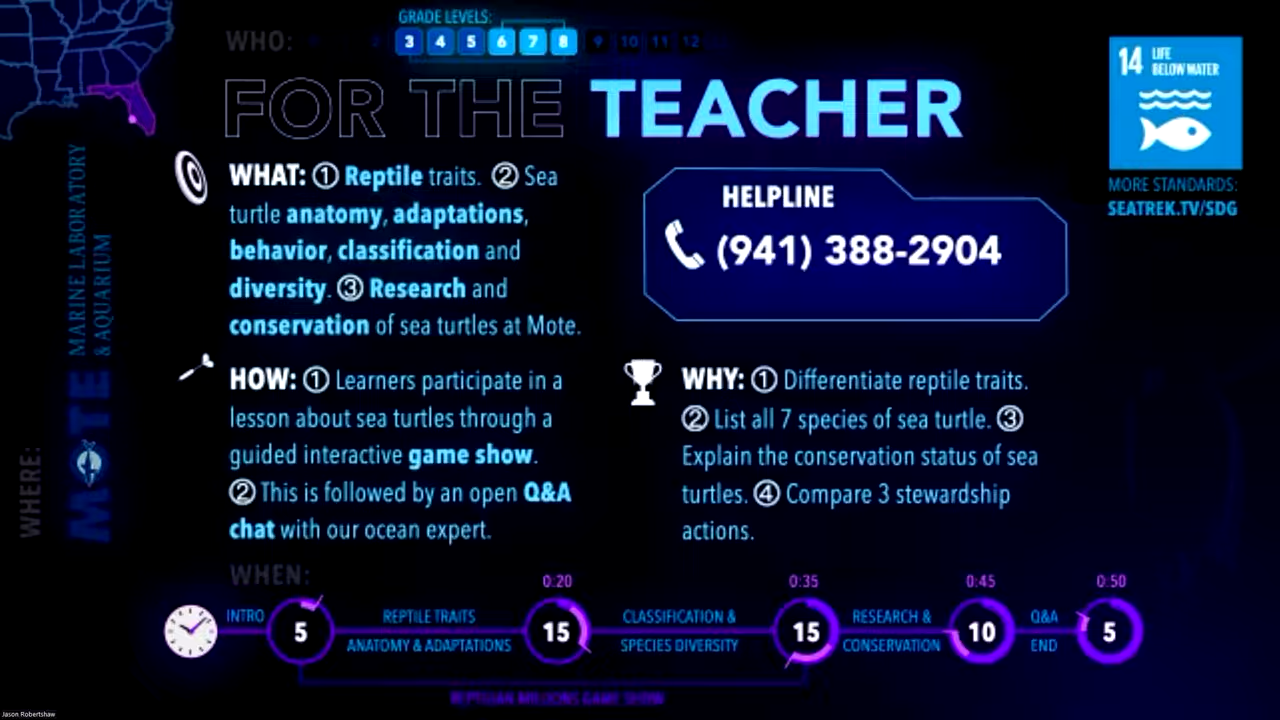 GRADE LEVELS:
WHO: 2 3 4 5 6 7 8 9 10 11 12
FOR THE TEACHER
14 LIFE
BELOW WATER
MORE STANDARDS:
SEATREK.TV/SDG
WHAT: ① Reptile traits. ② Sea
turtle anatomy, adaptations,
behavior, classification and
diversity. ③ Research and
conservation of sea turtles at Mote.
HELPLINE
(941) 388-2904
HOW: ① Learners participate in a
lesson about sea turtles through a
guided interactive game show.
② This is followed by an open Q&A
chat with our ocean expert.
WHY: ① Differentiate reptile traits.
② List all 7 species of sea turtle. ③
Explain the conservation status of sea
turtles. ④ Compare 3 stewardship
actions.
WHERE:
MOTE MARINE LABORATORY
& AQUARIUM
WHEN:
0:20 0:35 0:45 0:50
INTRO 5 REPTILE TRAITS 15 CLASSIFICATION & 15 RESEARCH & 10 Q&A 5
ANATOMY & ADAPTATIONS SPECIES DIVERSITY CONSERVATION END
REPTILIAN MILLIONS GAME SHOW
Jason Robertshaw